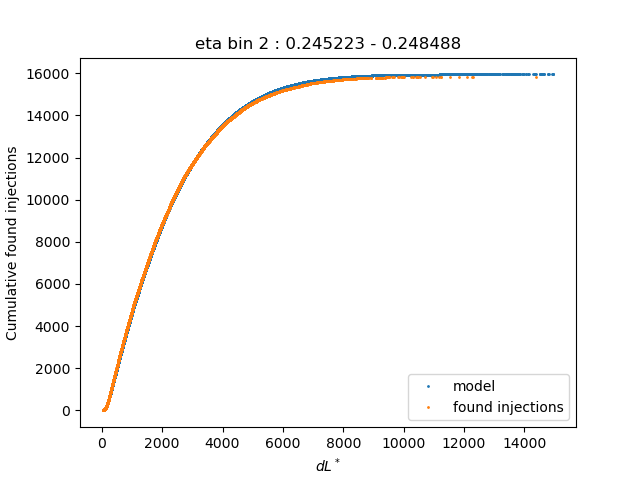 eta bin 2 : 0.245223 - 0.248488
16000
14000
12000
10000
8000
6000
4000
2000
0
Cumulative found injections
model
found injections
0 2000 4000 6000 8000 10000 12000 14000
dL*